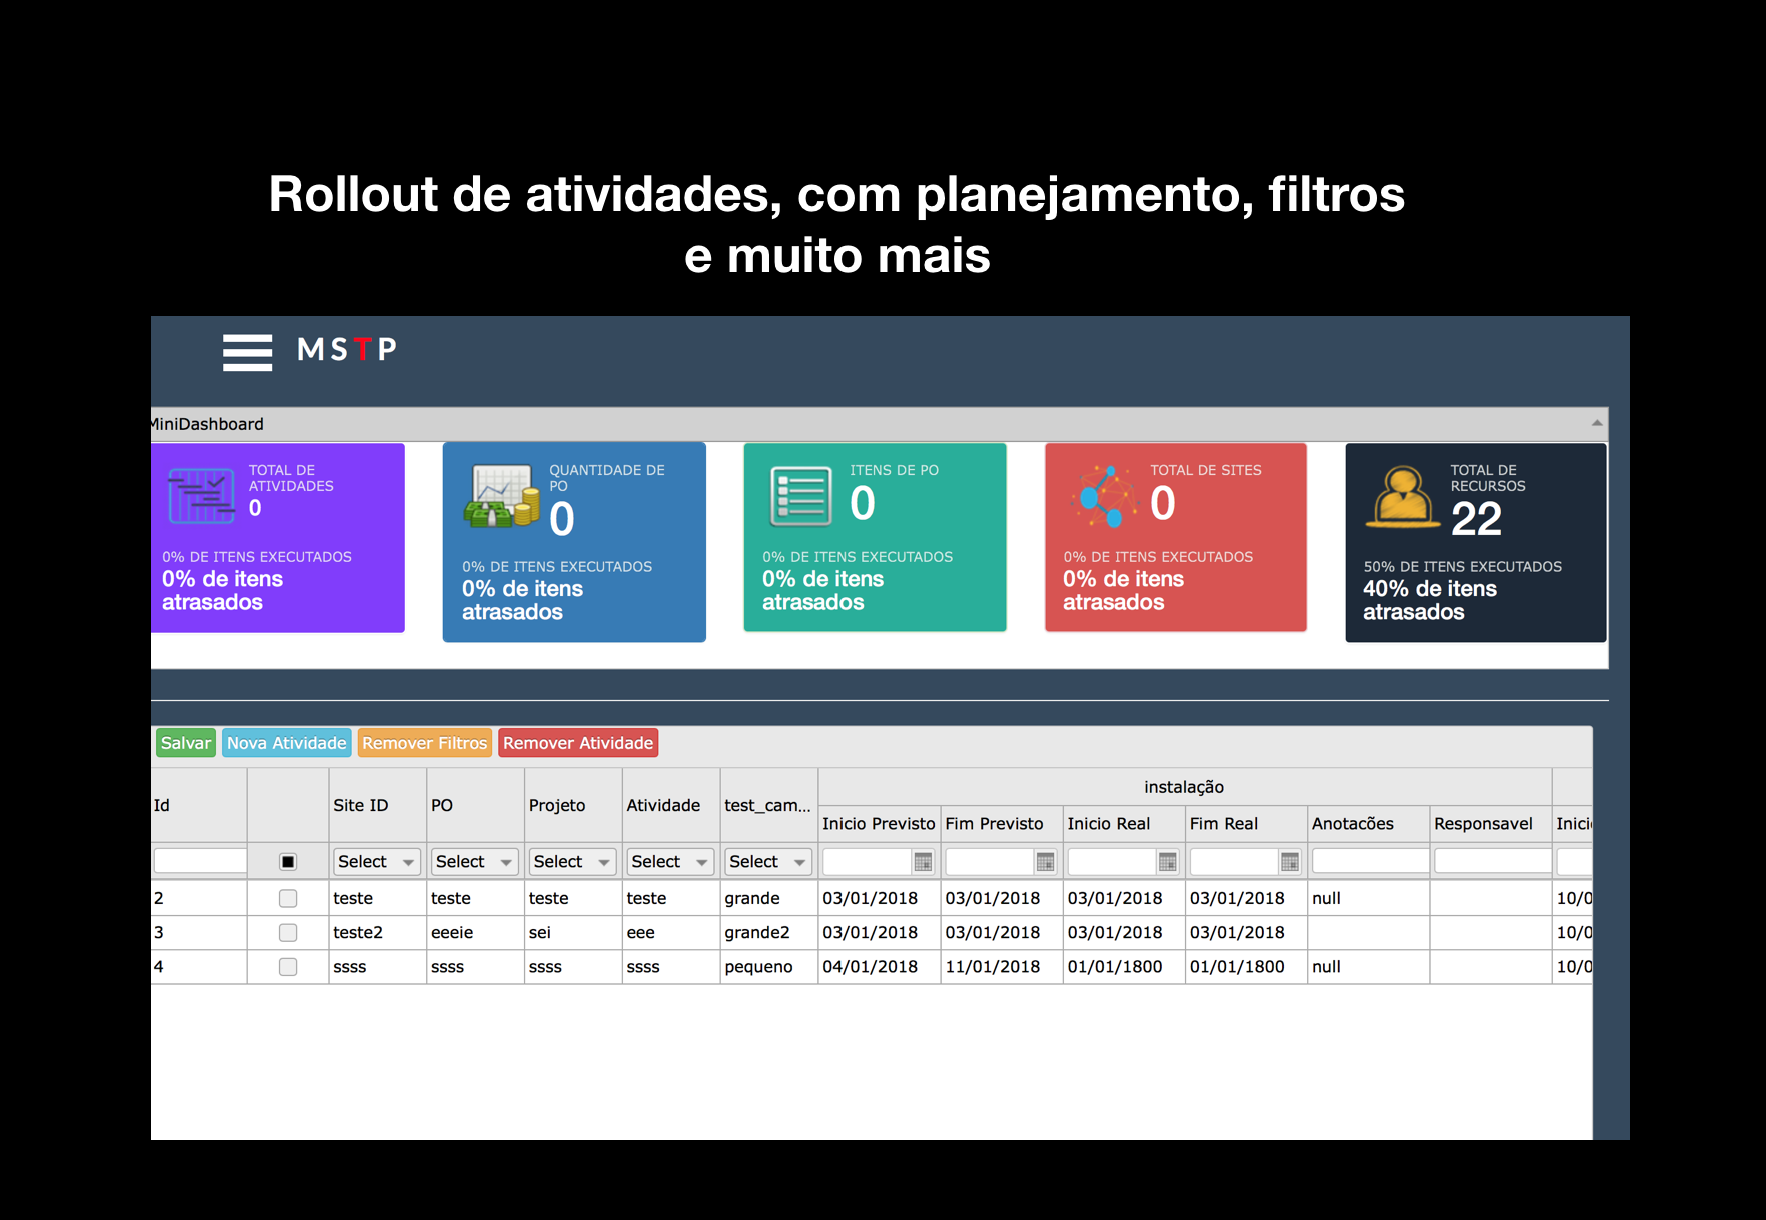 Rollout de atividades, com planejamento, filtros
e muito mais
MSTP
MiniDashboard
TOTAL DE
ATIVIDADES
0
0% DE ITENS EXECUTADOS
0% de itens
atrasados
QUANTIDADE DE
PO
0
0% DE ITENS EXECUTADOS
0% de itens
atrasados
ITENS DE PO
0
0% DE ITENS EXECUTADOS
0% de itens
atrasados
TOTAL DE SITES
0
0% DE ITENS EXECUTADOS
0% de itens
atrasados
TOTAL DE
RECURSOS
22
50% DE ITENS EXECUTADOS
40% de itens
atrasados
Salvar Nova Atividade Remover Filtros Remover Atividade
instalação
Id Site ID PO Projeto Atividade test_cam...
Inicio Previsto Fim Previsto Inicio Real Fim Real Anotacões Responsavel Inici
Select Select Select Select Select
2 teste teste teste teste grande 03/01/2018 03/01/2018 03/01/2018 03/01/2018 null 10/0
3 teste2 eeeie sei eee grande2 03/01/2018 03/01/2018 03/01/2018 03/01/2018 10/0
4 ssss ssss ssss ssss pequeno 04/01/2018 11/01/2018 01/01/1800 01/01/1800 null 10/0